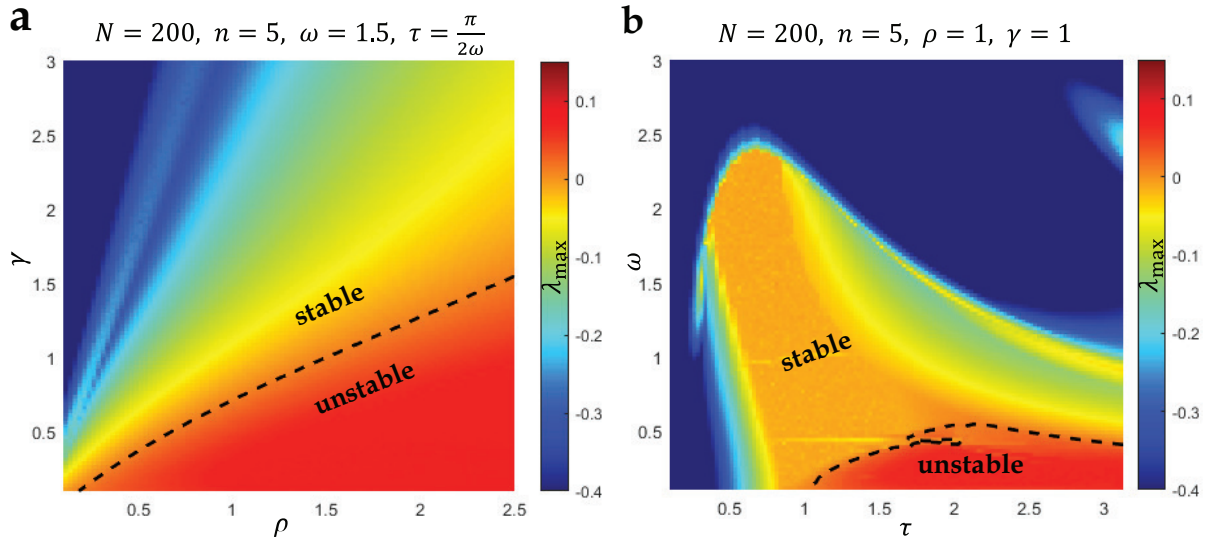 a
N = 200, n = 5, ω = 1.5, τ = π/2ω
3
2.5
2
1.5
1
0.5
γ
0.5
1
1.5
2
2.5
ρ
stable
unstable
0.1
0
-0.1
-0.2
-0.3
-0.4
λmax
b
N = 200, n = 5, ρ = 1, γ = 1
3
2.5
2
1.5
1
0.5
ω
0.5
1
1.5
2
2.5
3
τ
stable
unstable
0.1
0
-0.1
-0.2
-0.3
-0.4
λmax